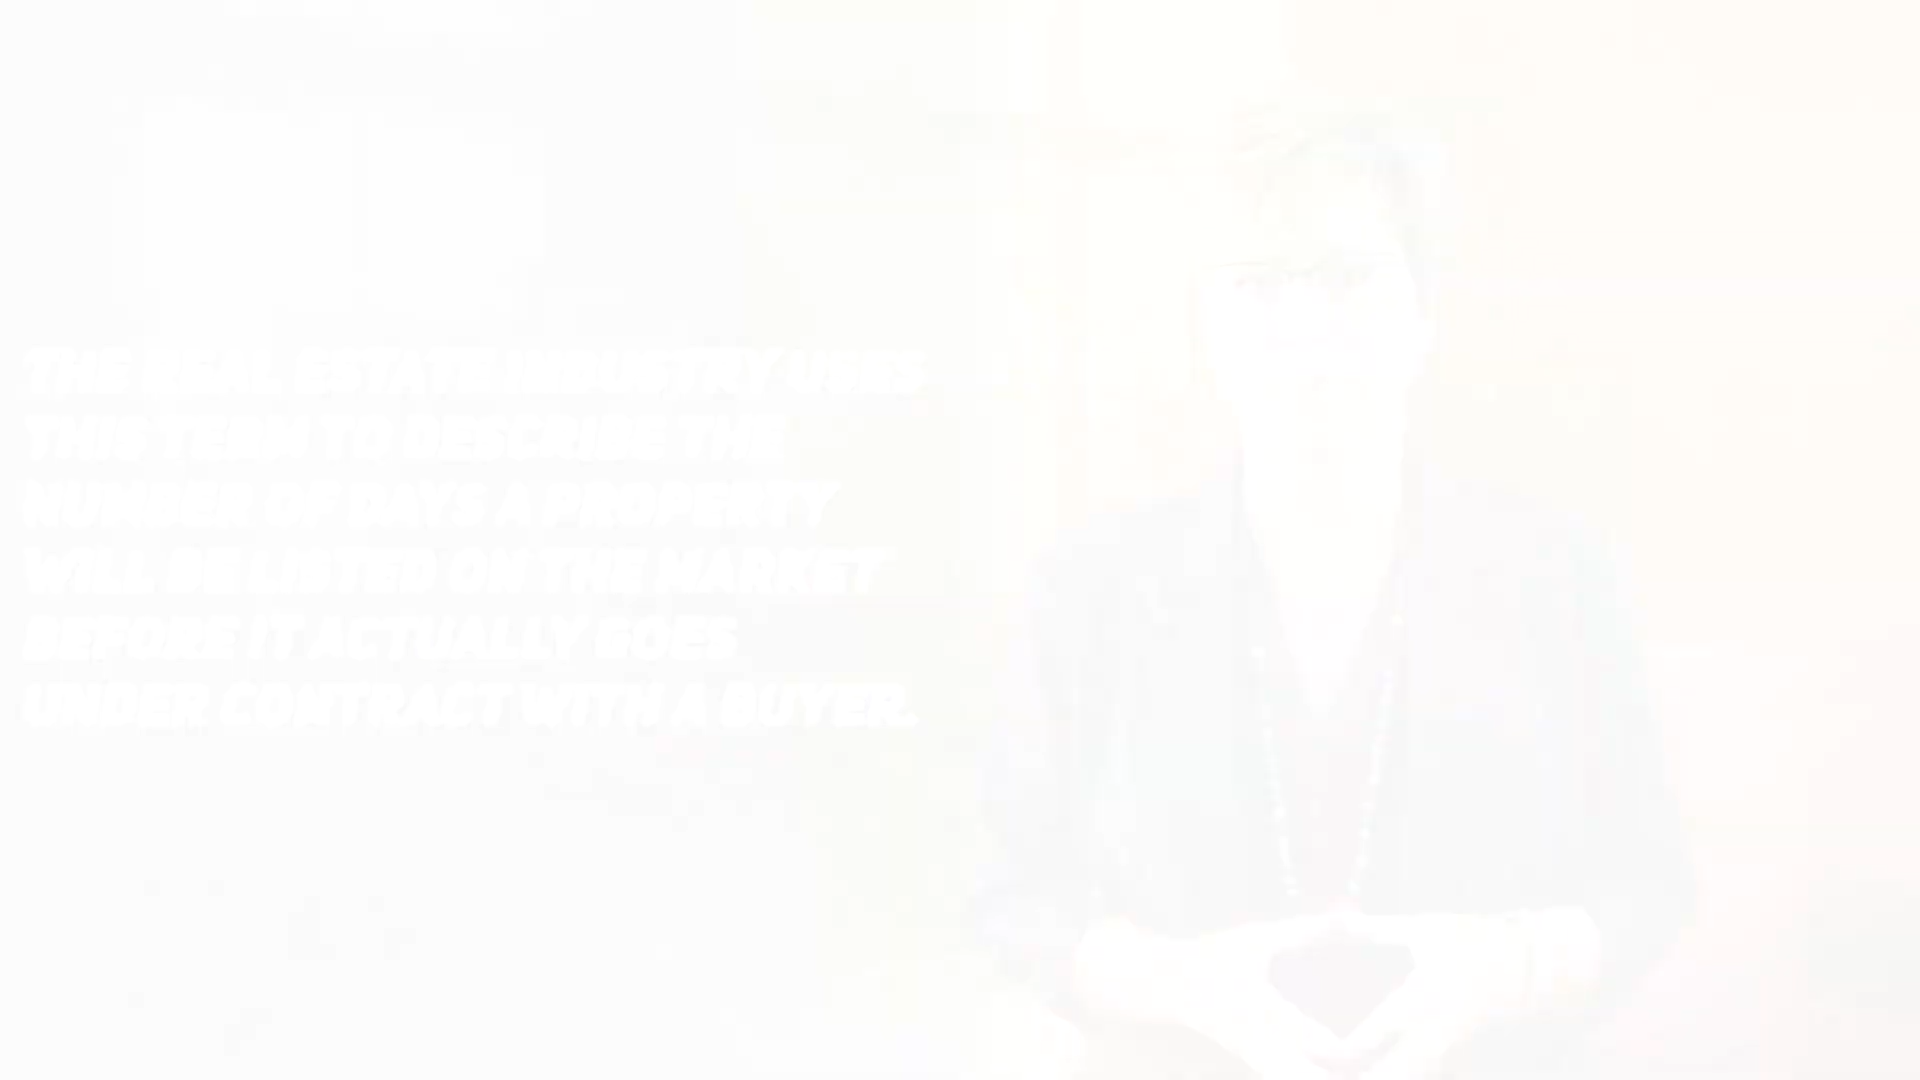 THE REAL ESTATE INDUSTRY USES
THIS TERM TO DESCRIBE THE
NUMBER OF DAYS A PROPERTY
WILL BE LISTED ON THE MARKET
BEFORE IT ACTUALLY GOES
UNDER CONTRACT WITH A BUYER.